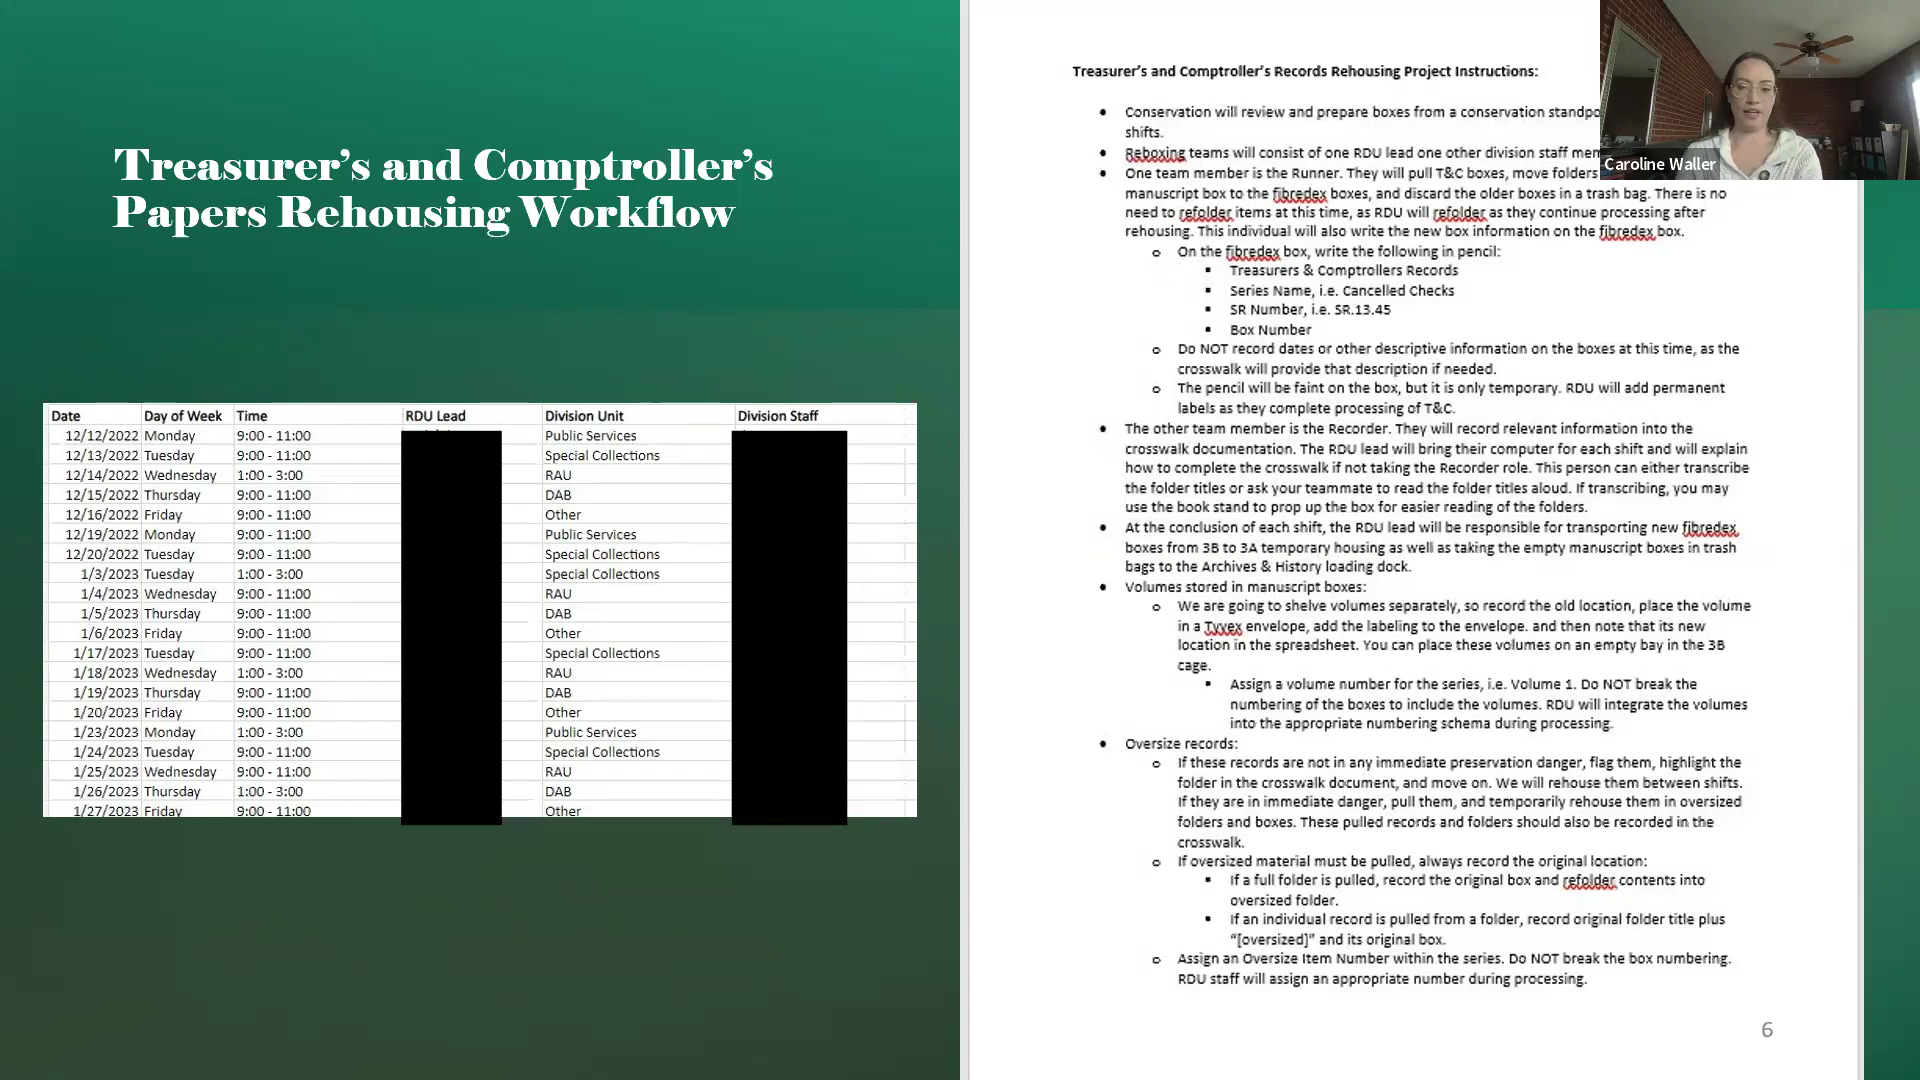 Treasurer's and Comptroller's
Papers Rehousing Workflow
Date Day of Week Time RDU Lead Division Unit Division Staff
12/12/2022 Monday 9:00 - 11:00 Public Services
12/13/2022 Tuesday 9:00 - 11:00 Special Collections
12/14/2022 Wednesday 1:00 - 3:00 RAU
12/15/2022 Thursday 9:00 - 11:00 DAB
12/16/2022 Friday 9:00 - 11:00 Other
12/19/2022 Monday 9:00 - 11:00 Public Services
12/20/2022 Tuesday 9:00 - 11:00 Special Collections
1/3/2023 Tuesday 1:00 - 3:00 Special Collections
1/4/2023 Wednesday 9:00 - 11:00 RAU
1/5/2023 Thursday 9:00 - 11:00 DAB
1/6/2023 Friday 9:00 - 11:00 Other
1/17/2023 Tuesday 9:00 - 11:00 Special Collections
1/18/2023 Wednesday 1:00 - 3:00 RAU
1/19/2023 Thursday 9:00 - 11:00 DAB
1/20/2023 Friday 9:00 - 11:00 Other
1/23/2023 Monday 1:00 - 3:00 Public Services
1/24/2023 Tuesday 9:00 - 11:00 Special Collections
1/25/2023 Wednesday 9:00 - 11:00 RAU
1/26/2023 Thursday 1:00 - 3:00 DAB
1/27/2023 Friday 9:00 - 11:00 Other
Treasurer's and Comptroller's Records Rehousing Project Instructions:
• Conservation will review and prepare boxes from a conservation
shifts.
• Reboxing teams will consist of one RDU lead one other division staff
• One team member is the Runner. They will pull T&C boxes, move folders
manuscript box to the fibredex boxes, and discard the older boxes in a trash bag. There is no
need to refolder items at this time, as RDU will refolder as they continue processing after
rehousing. This individual will also write the new box information on the fibredex box.
o On the fibredex box, write the following in pencil:
▪ Treasurers & Comptrollers Records
▪ Series Name, i.e. Cancelled Checks
▪ SR Number, i.e. SR.13.45
▪ Box Number
o Do NOT record dates or other descriptive information on the boxes at this time, as the
crosswalk will provide that description if needed.
o The pencil will be faint on the box, but it is only temporary. RDU will add permanent
labels as they complete processing of T&C.
• The other team member is the Recorder. They will record relevant information into the
crosswalk documentation. The RDU lead will bring their computer for each shift and will explain
how to complete the crosswalk if not taking the Recorder role. This person can either transcribe
the folder titles or ask your teammate to read the folder titles aloud. If transcribing, you may
use the book stand to prop up the box for easier reading of the folders.
• At the conclusion of each shift, the RDU lead will be responsible for transporting new fibredex
boxes from 3B to 3A temporary housing as well as taking the empty manuscript boxes in trash
bags to the Archives & History loading dock.
• Volumes stored in manuscript boxes:
o We are going to shelve volumes separately, so record the old location, place the volume
in a Tyvex envelope, add the labeling to the envelope. and then note that its new
location in the spreadsheet. You can place these volumes on an empty bay in the 3B
cage.
▪ Assign a volume number for the series, i.e. Volume 1. Do NOT break the
numbering of the boxes to include the volumes. RDU will integrate the volumes
into the appropriate numbering schema during processing.
• Oversize records:
o If these records are not in any immediate preservation danger, flag them, highlight the
folder in the crosswalk document, and move on. We will rehouse them between shifts.
If they are in immediate danger, pull them, and temporarily rehouse them in oversized
folders and boxes. These pulled records and folders should also be recorded in the
crosswalk.
o If oversized material must be pulled, always record the original location:
▪ If a full folder is pulled, record the original box and refolder contents into
oversized folder.
▪ If an individual record is pulled from a folder, record original folder title plus
"[oversized]" and its original box.
o Assign an Oversize Item Number within the series. Do NOT break the box numbering.
RDU staff will assign an appropriate number during processing.
Caroline Waller
6